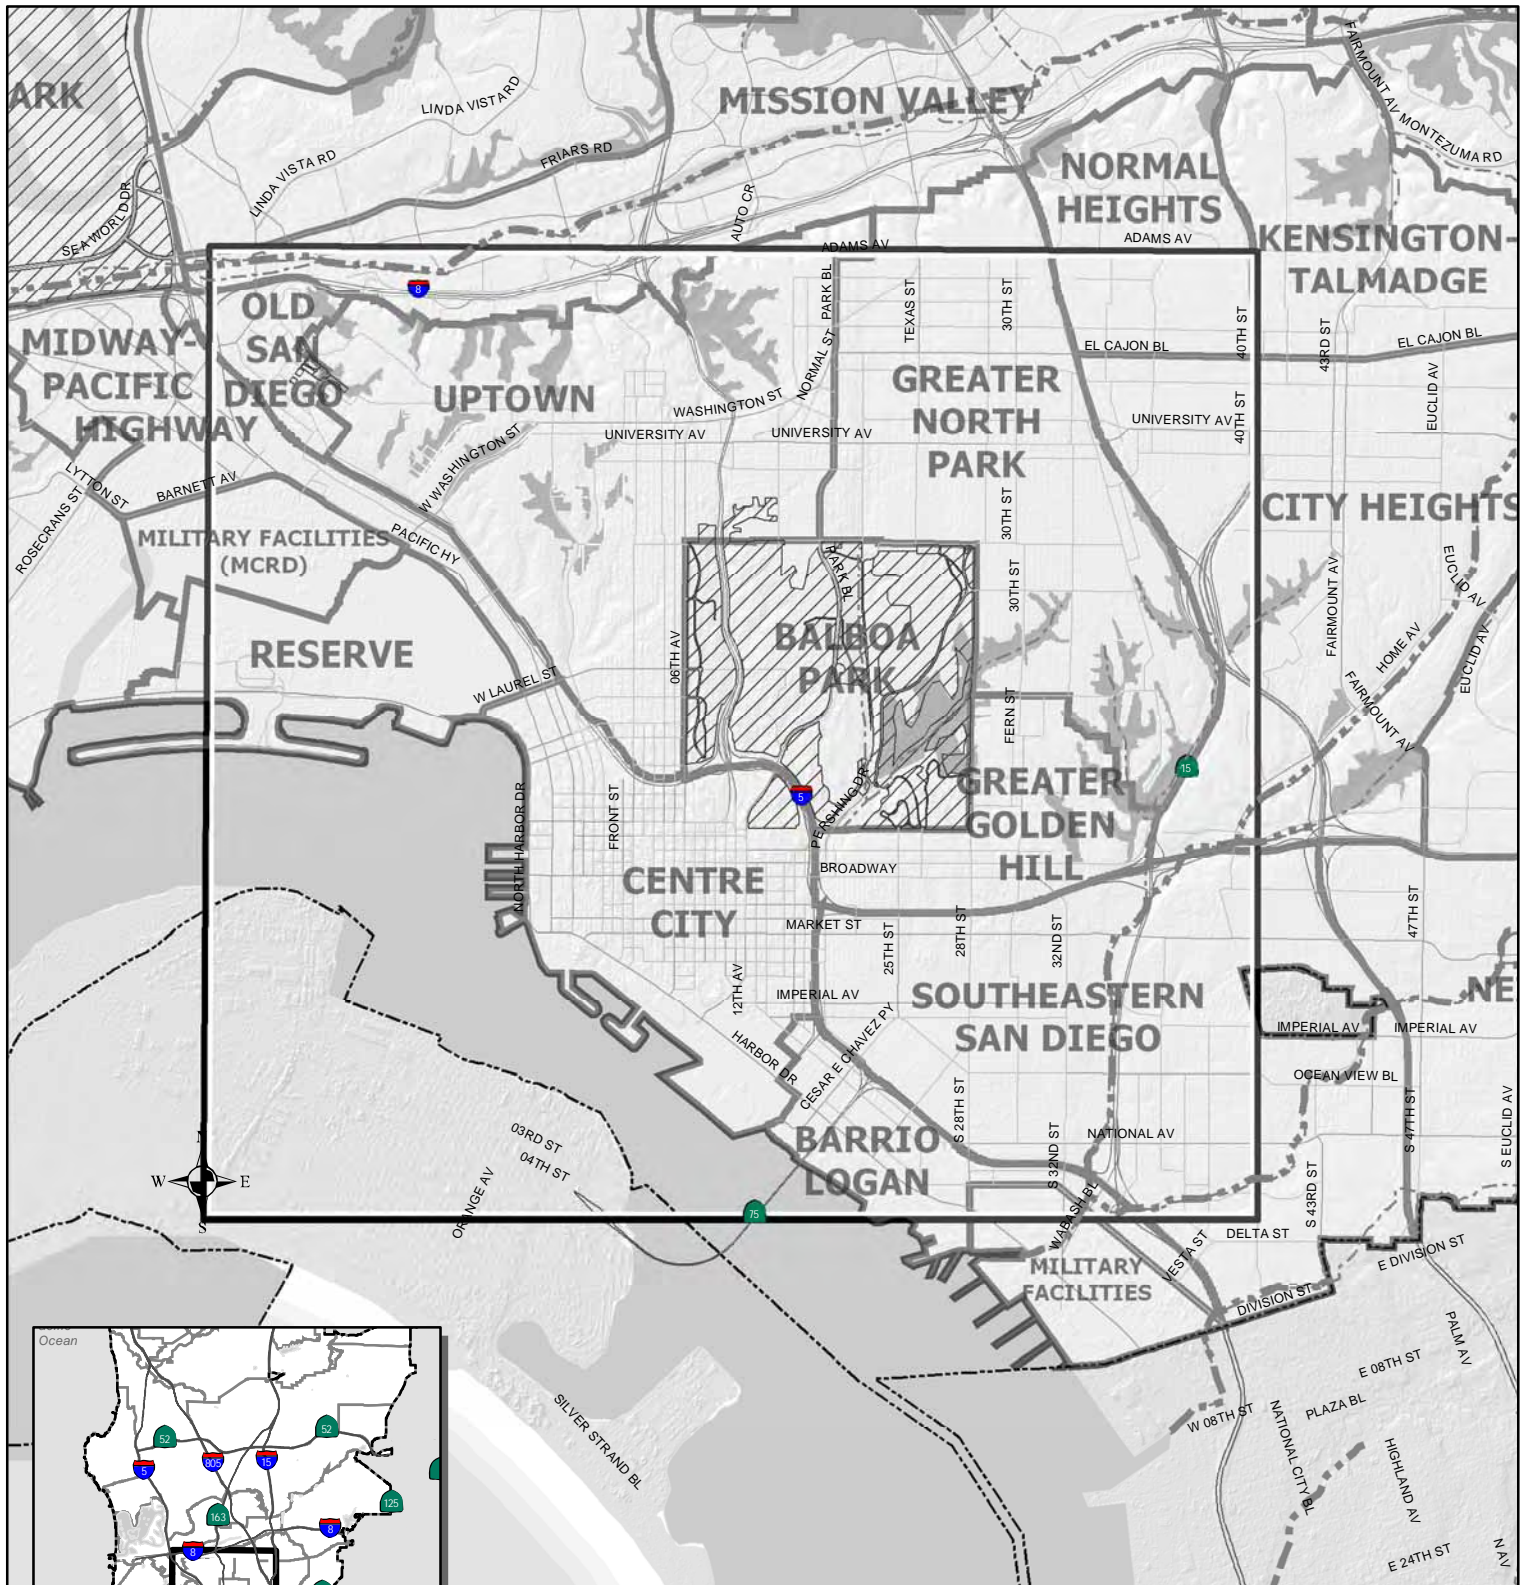 ARK
LINDA VISTA RD
MISSION VALLEY
FAIRMOUNT AV
MONTEZUMA RD
LINDA VISTA RD
FRIARS RD
NORMAL
HEIGHTS
SEA WORLD DR
AUTO CR
ADAMS AV
ADAMS AV
KENSINGTON-
TALMADGE
8
OLD
SAN
DIEGO
MIDWAY-
PACIFIC
HIGHWAY
UPTOWN
PARK BL
NORMAL ST
TEXAS ST
30TH ST
GREATER
NORTH
PARK
EL CAJON BL
40TH ST
43RD ST
EL CAJON BL
EUCLID AV
WASHINGTON ST
UNIVERSITY AV
UNIVERSITY AV
UNIVERSITY AV
40TH ST
W WASHINGTON ST
LYTTON ST
BARNETT AV
ROSECRANS ST
MILITARY FACILITIES
(MCRD)
PACIFIC HY
30TH ST
CITY HEIGHTS
RESERVE
W LAUREL ST
06TH AV
PARK BL
BALBOA
PARK
30TH ST
FERN ST
FAIRMOUNT AV
HOME AV
EUCLID AV
EUCLID AV
FAIRMOUNT AV
15
5
PERSHING DR
GREATER
GOLDEN
HILL
NORTH HARBOR DR
FRONT ST
CENTRE
CITY
BROADWAY
MARKET ST
25TH ST
28TH ST
32ND ST
47TH ST
12TH AV
IMPERIAL AV
SOUTHEASTERN
SAN DIEGO
NE
IMPERIAL AV
IMPERIAL AV
HARBOR DR
CESAR E CHAVEZ PY
OCEAN VIEW BL
S 28TH ST
S 32ND ST
NATIONAL AV
S 47TH ST
S EUCLID AV
BARRIO
LOGAN
03RD ST
04TH ST
ORANGE AV
N
W
E
S
75
WABASH BL
S 43RD ST
DELTA ST
VESTA ST
MILITARY
FACILITIES
DIVISION ST
E DIVISION ST
PALM AV
E 08TH ST
PLAZA BL
W 08TH ST
NATIONAL CITY BL
HIGHLAND AV
E 24TH ST
N AV
SILVER STRAND BL
Ocean
52
52
5
805
15
125
163
8
8